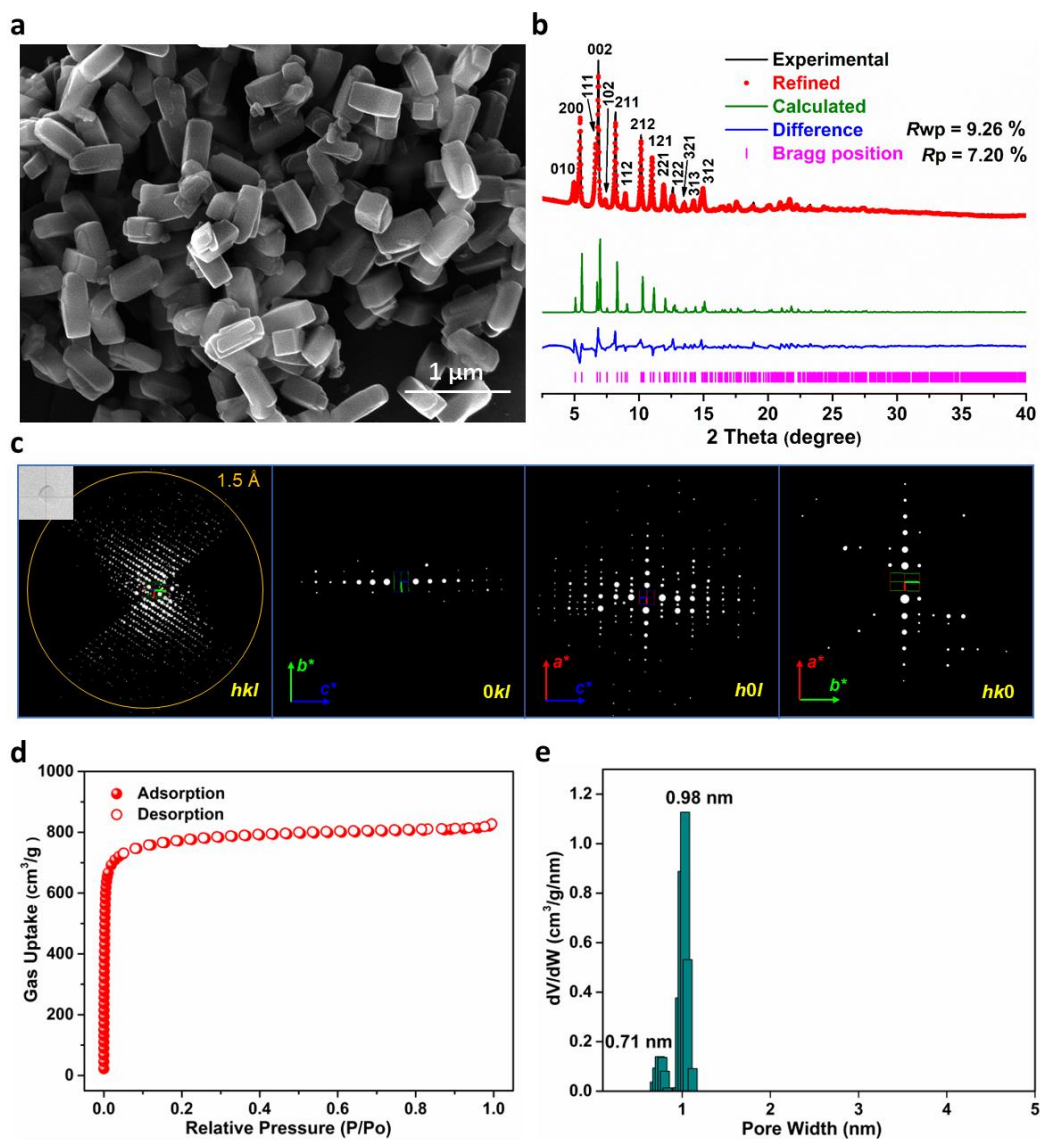 a
1 μm
b
002
111
102
200
211
010
112
212
121
221
122
321
313
312
Experimental
Refined
Calculated
Difference
Bragg position
Rwp = 9.26 %
Rp = 7.20 %
5 10 15 20 25 30 35 40
2 Theta (degree)
c
1.5 Å
hkl
b*
c*
0kl
a*
c*
h0l
a*
b*
hk0
d
1000
800
600
400
200
0
Adsorption
Desorption
Gas Uptake (cm³/g)
0.0 0.2 0.4 0.6 0.8 1.0
Relative Pressure (P/Po)
e
0.98 nm
0.71 nm
1.2
1.0
0.8
0.6
0.4
0.2
0.0
dV/dW (cm³/g/nm)
1 2 3 4 5
Pore Width (nm)